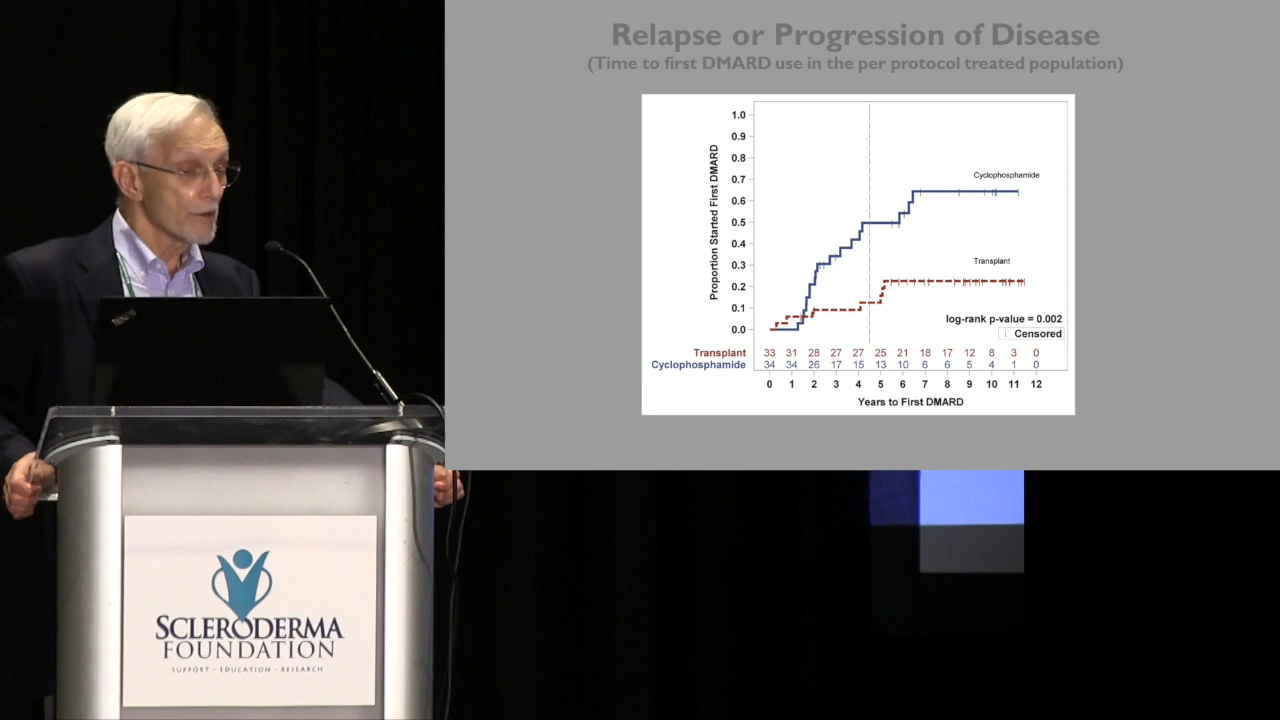 Relapse or Progression of Disease
(Time to first DMARD use in the per protocol treated population)
Proportion Started First DMARD
1.0
0.9
0.8
0.7
0.6
0.5
0.4
0.3
0.2
0.1
0.0
Cyclophosphamide
Transplant
log-rank p-value = 0.002
Censored
Transplant 33 31 28 27 27 25 21 18 17 12 8 3 0
Cyclophosphamide 34 34 26 17 15 13 10 6 6 5 4 1 0
0 1 2 3 4 5 6 7 8 9 10 11 12
Years to First DMARD
SCLERODERMA
FOUNDATION
SUPPORT · EDUCATION · RESEARCH